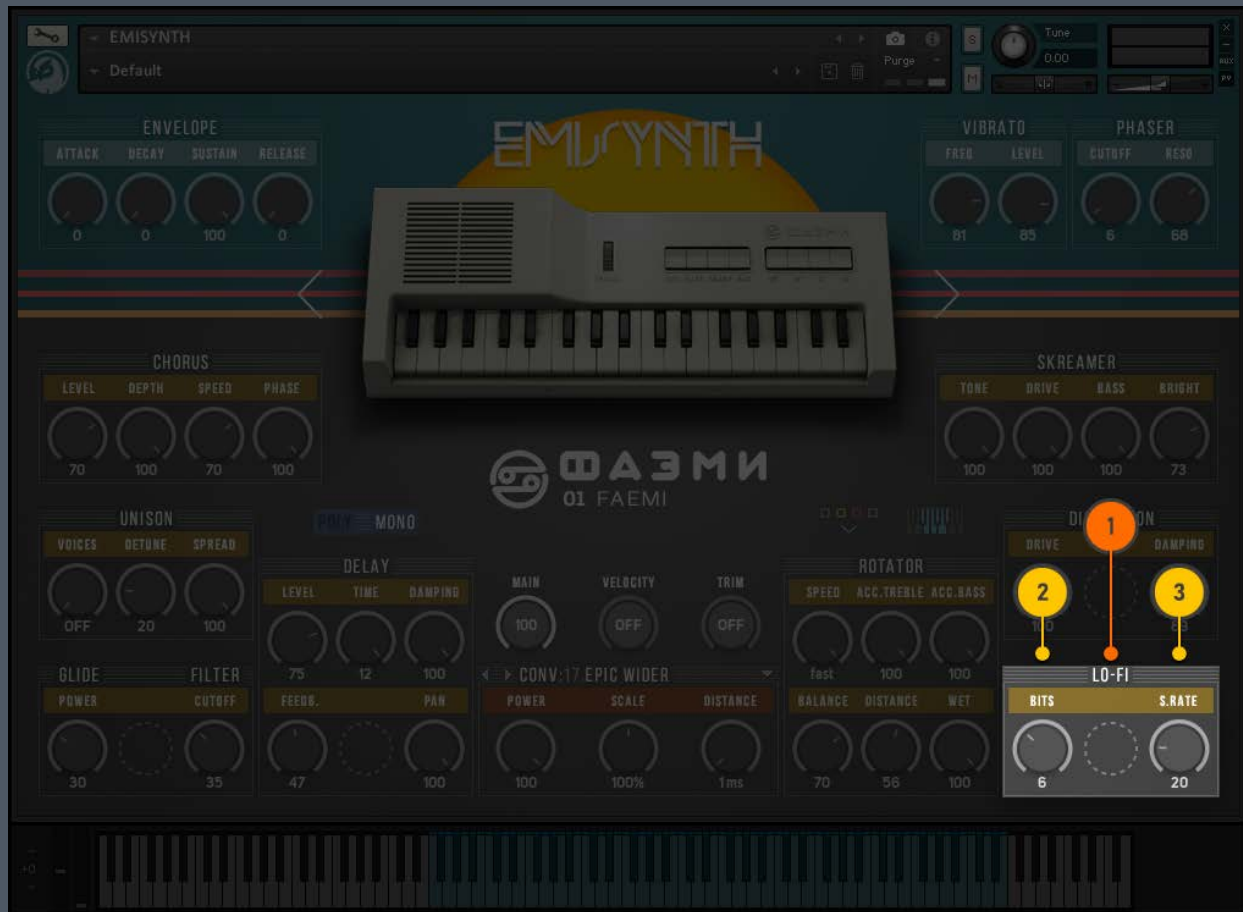 EMISYNTH
Default
Purge
S
M
Tune
0.00
AUX
PV
ENVELOPE
ATTACK DECAY SUSTAIN RELEASE
0 0 100 0
EMISYNTH
VIBRATO PHASER
FREQ LEVEL CUTOFF RESO
81 85 6 68
ФАЭМИ
CHORUS
LEVEL DEPTH SPEED PHASE
70 100 70 100
SKREAMER
TONE DRIVE BASS BRIGHT
100 100 100 73
ФАЭМИ
01 FAEMI
UNISON
VOICES DETUNE SPREAD
OFF 20 100
POLY MONO
1
DRIVE DAMPING
2 3
100 83
DELAY
LEVEL TIME DAMPING
75 12 100
FEEDB. PAN
47 100
MAIN VELOCITY TRIM
100 OFF OFF
ROTATOR
SPEED ACC.TREBLE ACC.BASS
fast 100 100
BALANCE DISTANCE WET
70 56 100
GLIDE FILTER
POWER CUTOFF
30 35
CONV:17 EPIC WIDER
POWER SCALE DISTANCE
100 100% 1ms
LO-FI
BITS S.RATE
6 20
+0